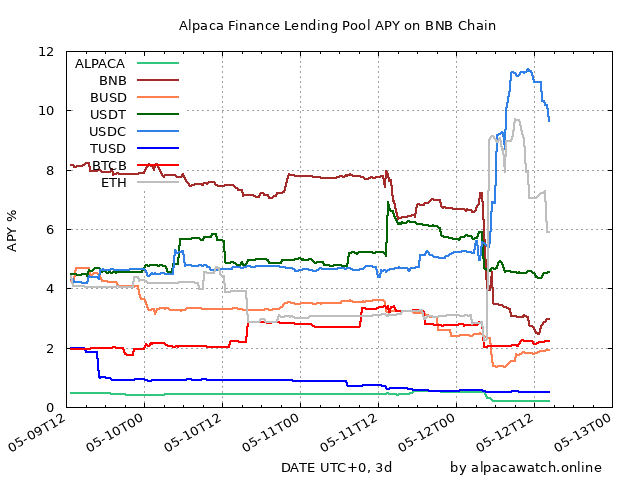 Alpaca Finance Lending Pool APY on BNB Chain
12
10
8
6
4
2
0
APY %
ALPACA
BNB
BUSD
USDT
USDC
TUSD
BTCB
ETH
05-09T12
05-10T00
05-10T12
05-11T00
05-11T12
05-12T00
05-12T12
05-13T00
DATE UTC+0, 3d
by alpacawatch.online